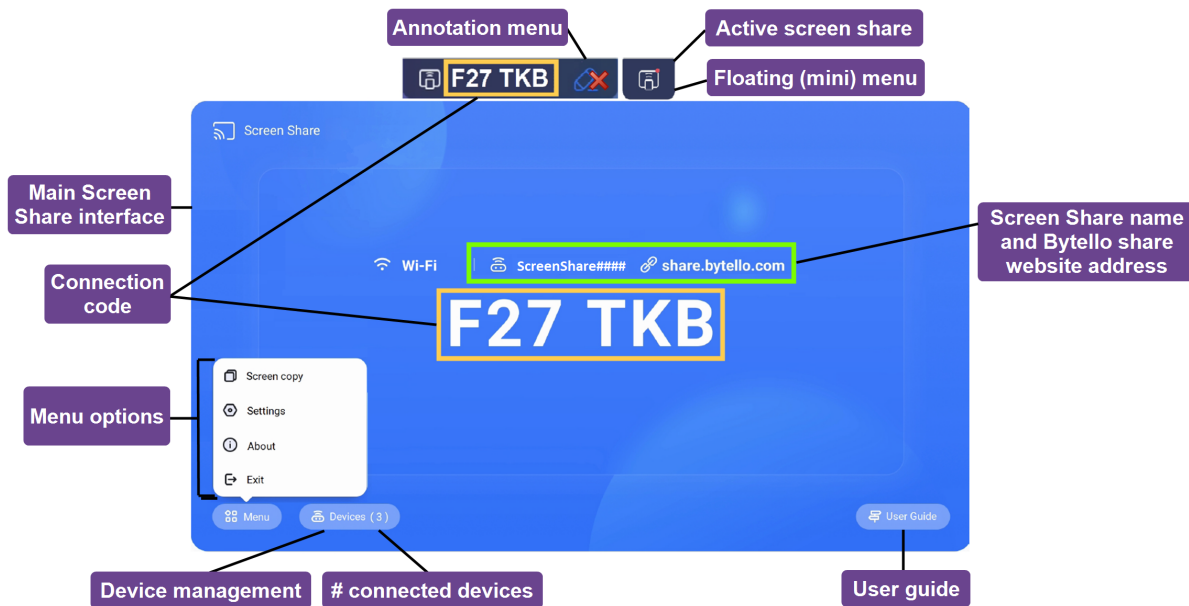 Annotation menu
Active screen share
F27 TKB
Floating (mini) menu
Screen Share
Main Screen
Share interface
Screen Share name
and Bytello share
website address
Wi-Fi
ScreenShare#### share.bytello.com
Connection
code
F27 TKB
Screen copy
Menu options
Settings
About
Exit
Menu
Devices ( 3 )
User Guide
Device management
# connected devices
User guide